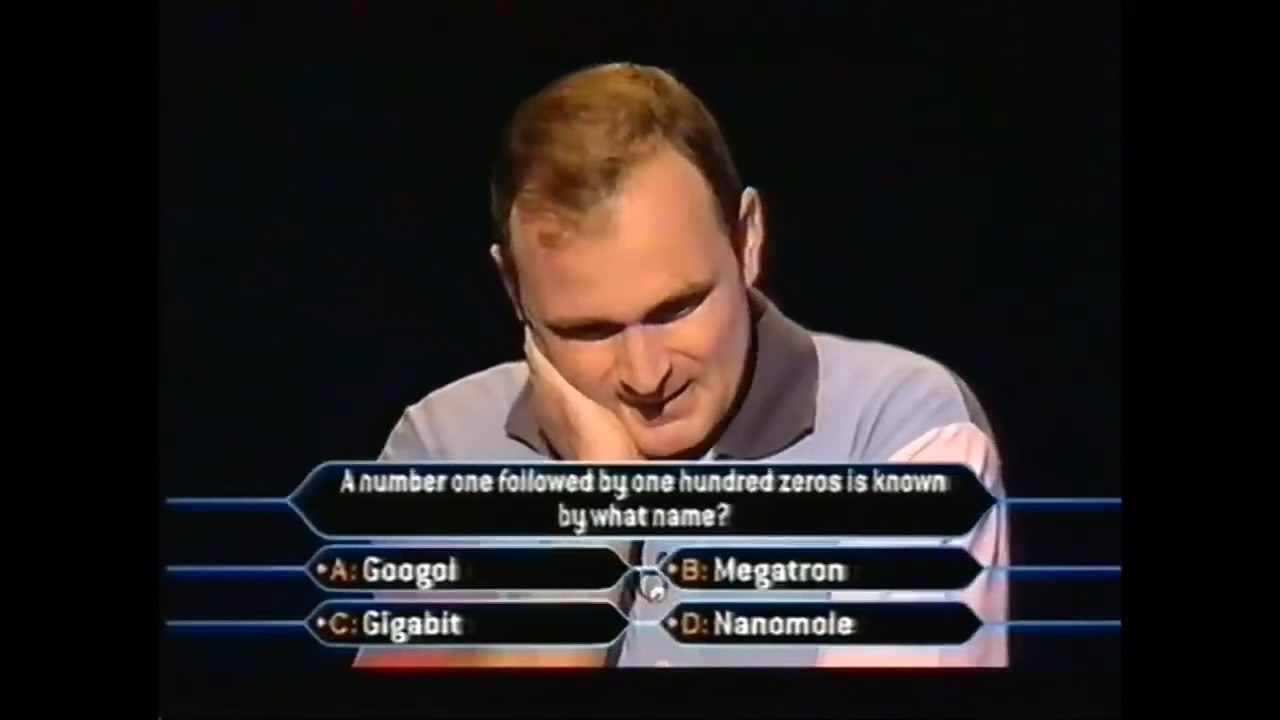 A number one followed by one hundred zeros is known
by what name?
•A: Googol
•B: Megatron
•C: Gigabit
•D: Nanomole